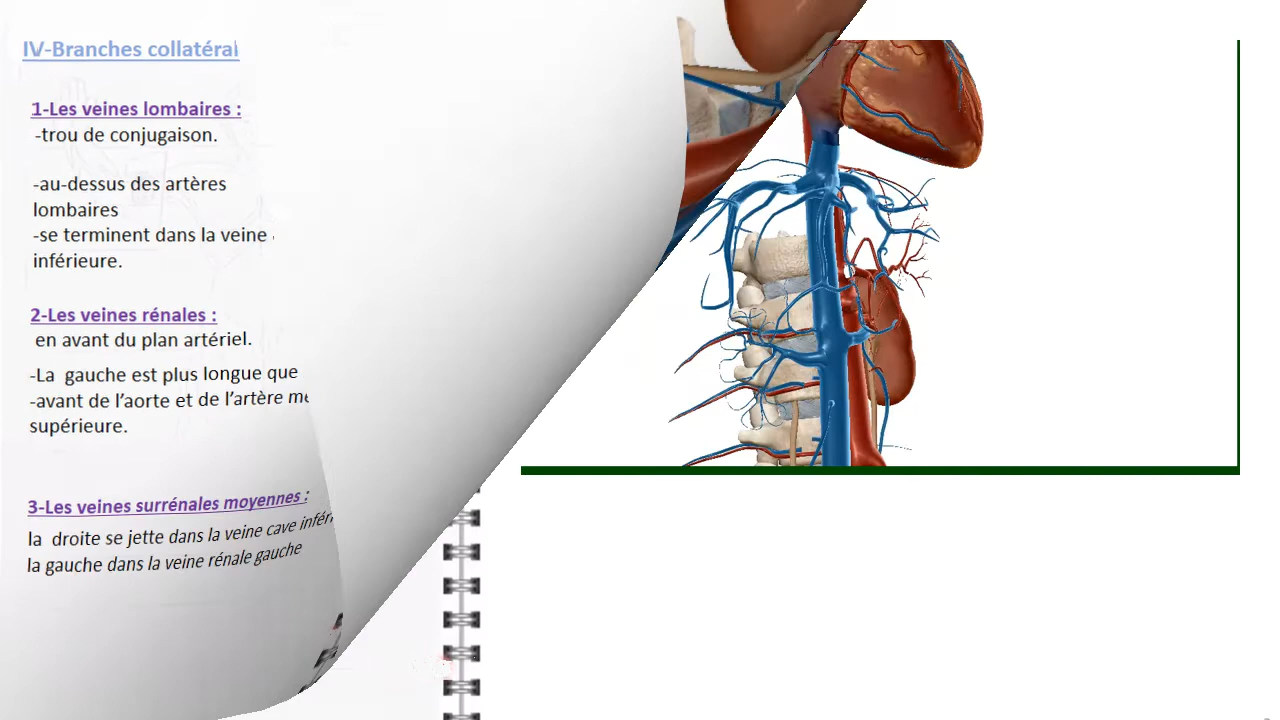 IV-Branches
1-Les veines lombaires :
-trou de conjugaison.
-au-dessus des artères
lombaires
-se terminent dans la veine
inférieure.
2-Les veines rénales :
en avant du plan artériel.
-La gauche est plus longue que
-avant de l’aorte et de l’artère
supérieure.
3-Les veines surrénales moyennes :
la droite se jette dans la veine cave
la gauche dans la veine rénale gauche